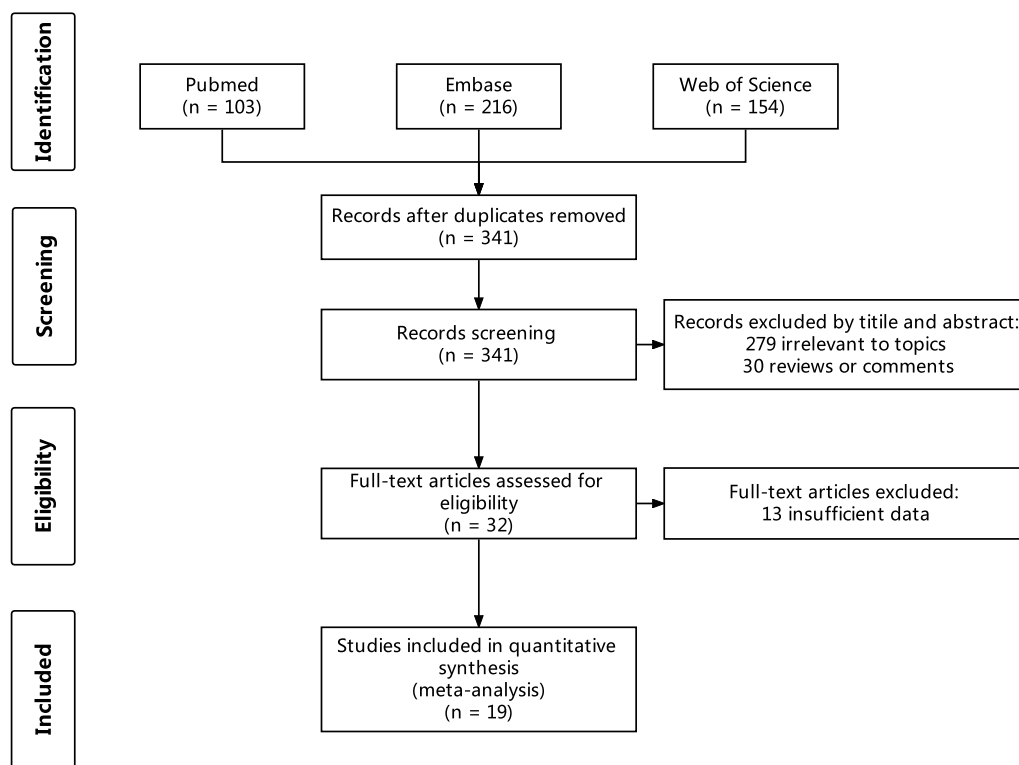 Identification
Pubmed
(n = 103)
Embase
(n = 216)
Web of Science
(n = 154)
Screening
Records after duplicates removed
(n = 341)
Records screening
(n = 341)
Records excluded by titile and abstract:
279 irrelevant to topics
30 reviews or comments
Eligibility
Full-text articles assessed for
eligibility
(n = 32)
Full-text articles excluded:
13 insufficient data
Included
Studies included in quantitative
synthesis
(meta-analysis)
(n = 19)